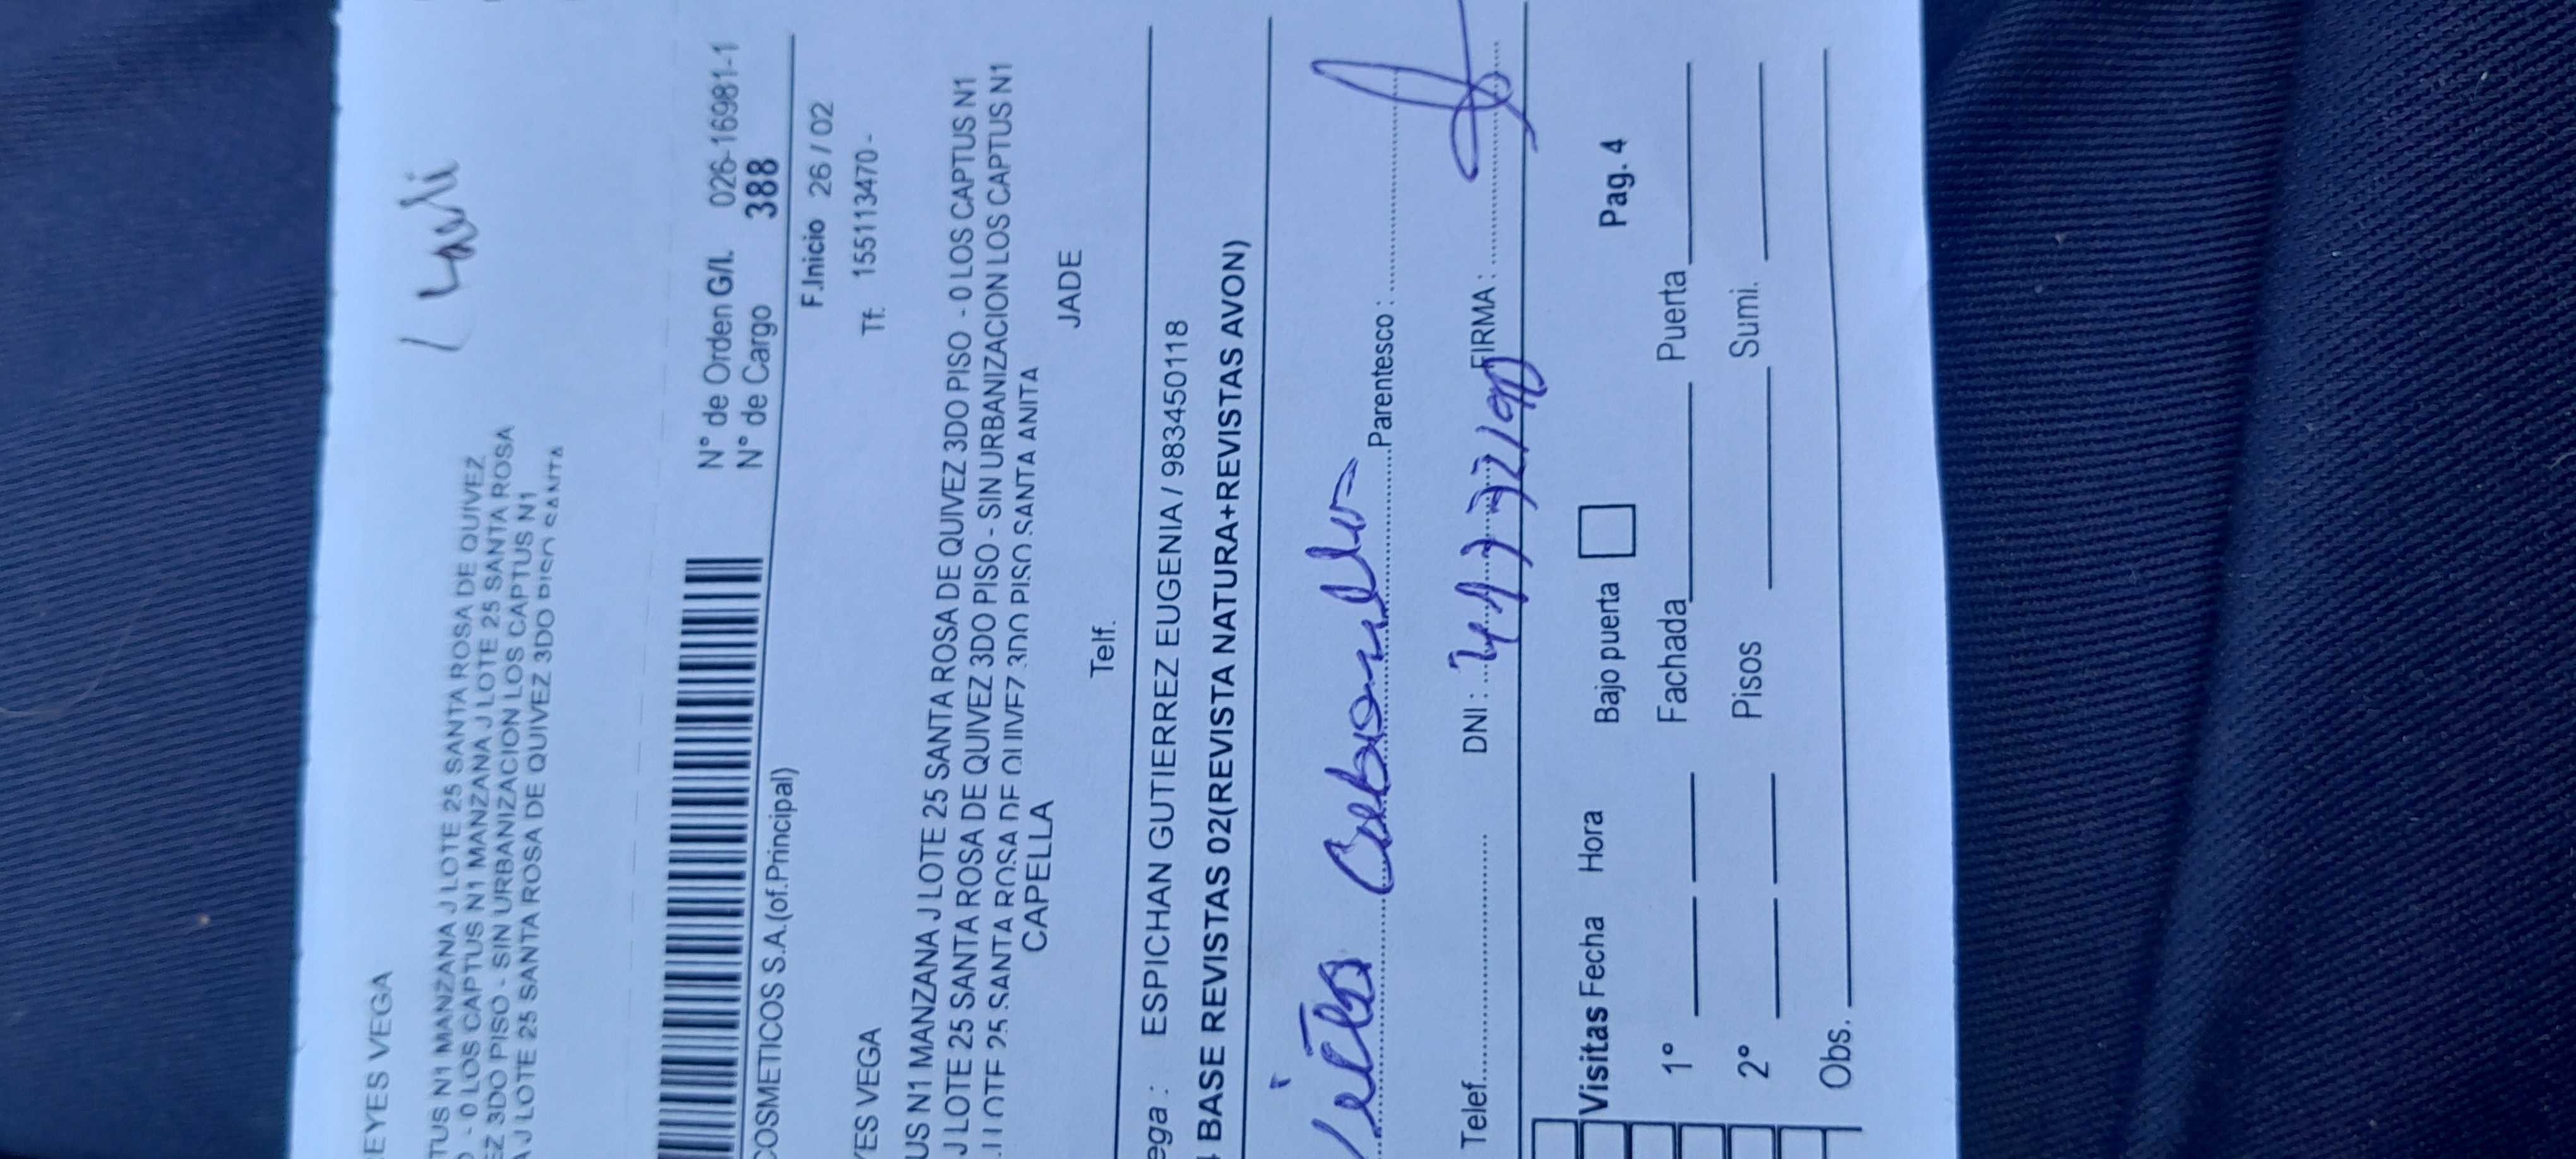 EYES VEGA
TUS N1 MANZANA J LOTE 25 SANTA ROSA DE QUIVEZ
- 0 LOS CAPTUS N1 MANZANA J LOTE 25 SANTA ROSA
EZ 3DO PISO - SIN URBANIZACION LOS CAPTUS N1
J LOTE 25 SANTA ROSA DE QUIVEZ 3DO PISO SANTA
N° de Orden G/I. 026-16981-1
N° de Cargo 388
COSMETICOS S.A.(of.Principal)
F.Inicio 26 / 02
YES VEGA Tf. 155113470-
US N1 MANZANA J LOTE 25 SANTA ROSA DE QUIVEZ 3DO PISO - 0 LOS CAPTUS N1
J LOTE 25 SANTA ROSA DE QUIVEZ 3DO PISO - SIN URBANIZACION LOS CAPTUS N1
J LOTE 25 SANTA ROSA DE QUIVEZ 3DO PISO SANTA ANITA
CAPELLA JADE
Telf.
ega : ESPICHAN GUTIERREZ EUGENIA / 983450118
BASE REVISTAS 02(REVISTA NATURA+REVISTAS AVON)
Parentesco :
Telef. DNI : FIRMA :
Visitas Fecha Hora Bajo puerta Pag. 4
1° Fachada Puerta
2° Pisos Sumi.
Obs.